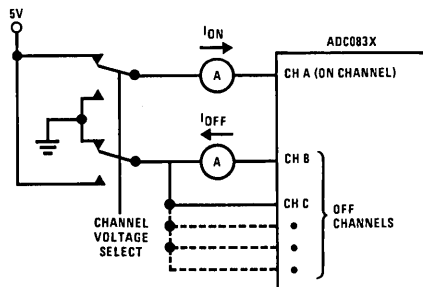 5V
ION
ADC083X
A
CH A (ON CHANNEL)
IOFF
A
CH B
CH C
OFF
CHANNELS
CHANNEL
VOLTAGE
SELECT